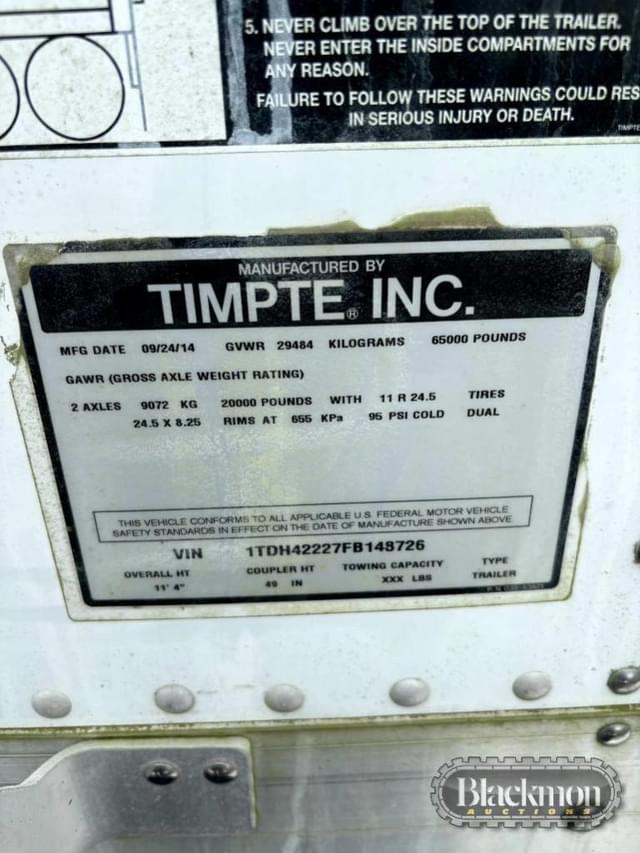 5. NEVER CLIMB OVER THE TOP OF THE TRAILER.
NEVER ENTER THE INSIDE COMPARTMENTS FOR
ANY REASON.
FAILURE TO FOLLOW THESE WARNINGS COULD RES
IN SERIOUS INJURY OR DEATH.
TIMPTE
MANUFACTURED BY
TIMPTE® INC.
MFG DATE 09/24/14 GVWR 29484 KILOGRAMS 65000 POUNDS
GAWR (GROSS AXLE WEIGHT RATING)
2 AXLES 9072 KG 20000 POUNDS WITH 11 R 24.5 TIRES
24.5 X 8.25 RIMS AT 655 KPa 95 PSI COLD DUAL
THIS VEHICLE CONFORMS TO ALL APPLICABLE U.S. FEDERAL MOTOR VEHICLE
SAFETY STANDARDS IN EFFECT ON THE DATE OF MANUFACTURE SHOWN ABOVE.
VIN 1TDH42227FB148726
OVERALL HT COUPLER HT TOWING CAPACITY TYPE
11' 4" 49 IN XXX LBS TRAILER
Blackmon
AUCTIONS